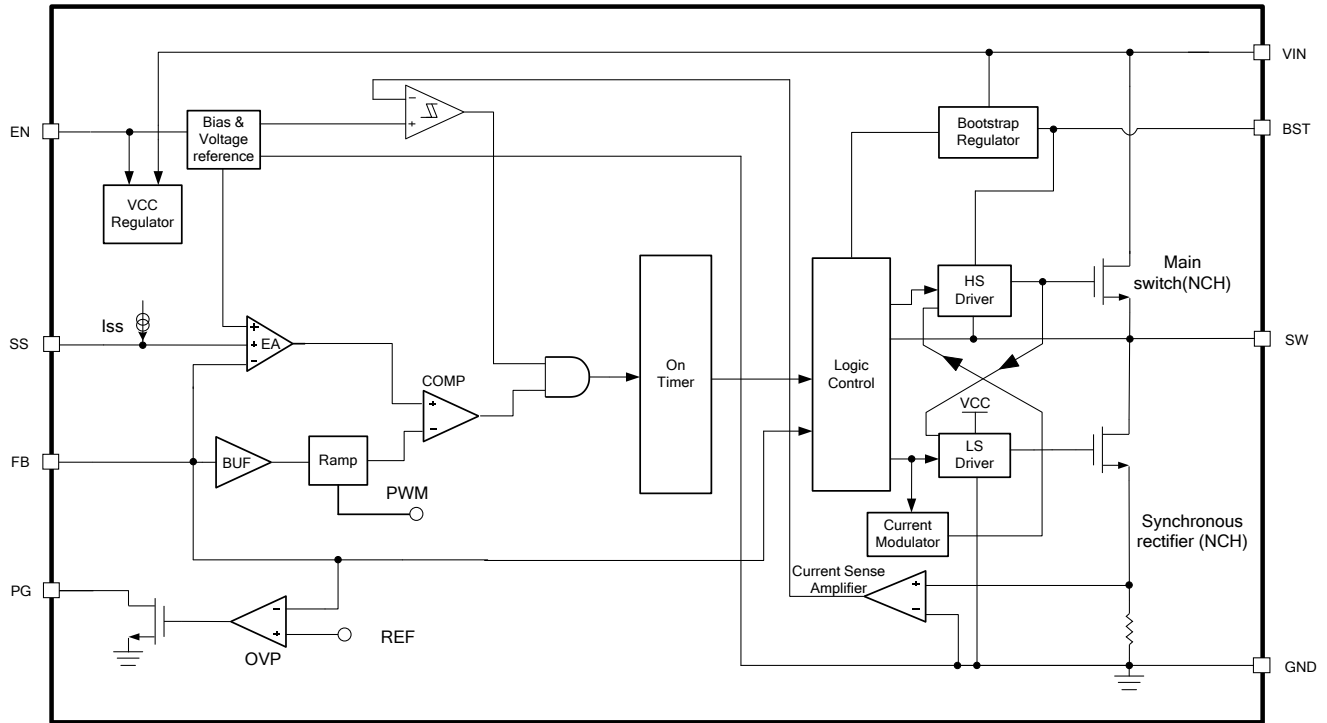 VIN
EN
Bias &
Voltage
reference
-
+
Bootstrap
Regulator
BST
VCC
Regulator
Iss
SS
+
+
-
EA
COMP
+
-
On
Timer
Logic
Control
HS
Driver
Main
switch(NCH)
SW
VCC
LS
Driver
FB
BUF
Ramp
PWM
Current
Modulator
Synchronous
rectifier (NCH)
PG
-
+
OVP
REF
Current Sense
Amplifier
+
-
GND